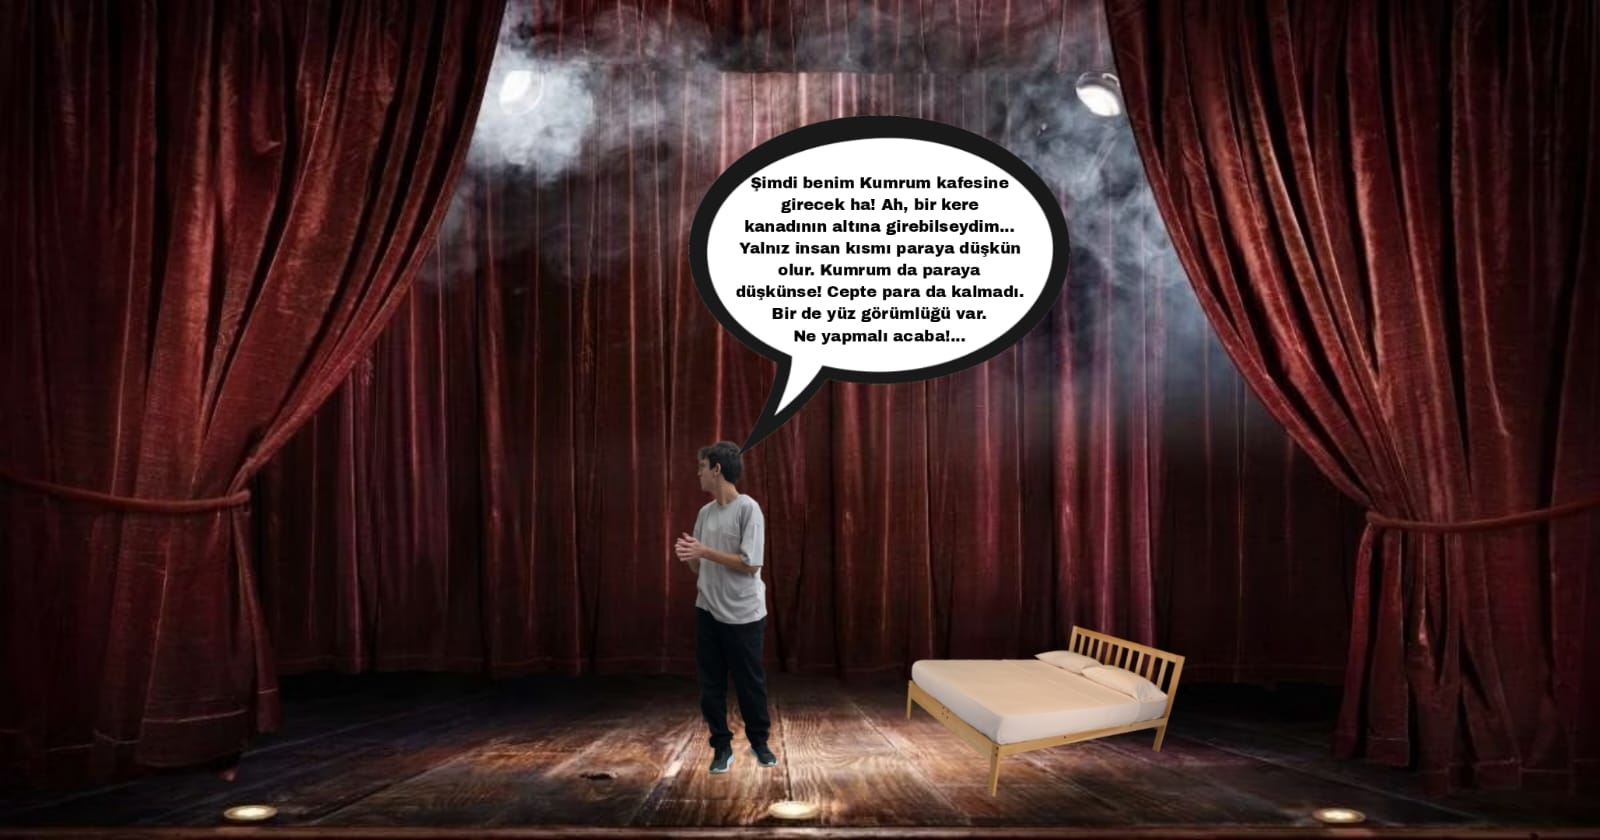 Şimdi benim Kumrum kafesine
girecek ha! Ah, bir kere
kanadının altına girebilseydim...
Yalnız insan kısmı paraya düşkün
olur. Kumrum da paraya
düşkünse! Cepte para da kalmadı.
Bir de yüz görümlüğü var.
Ne yapmalı acaba!...